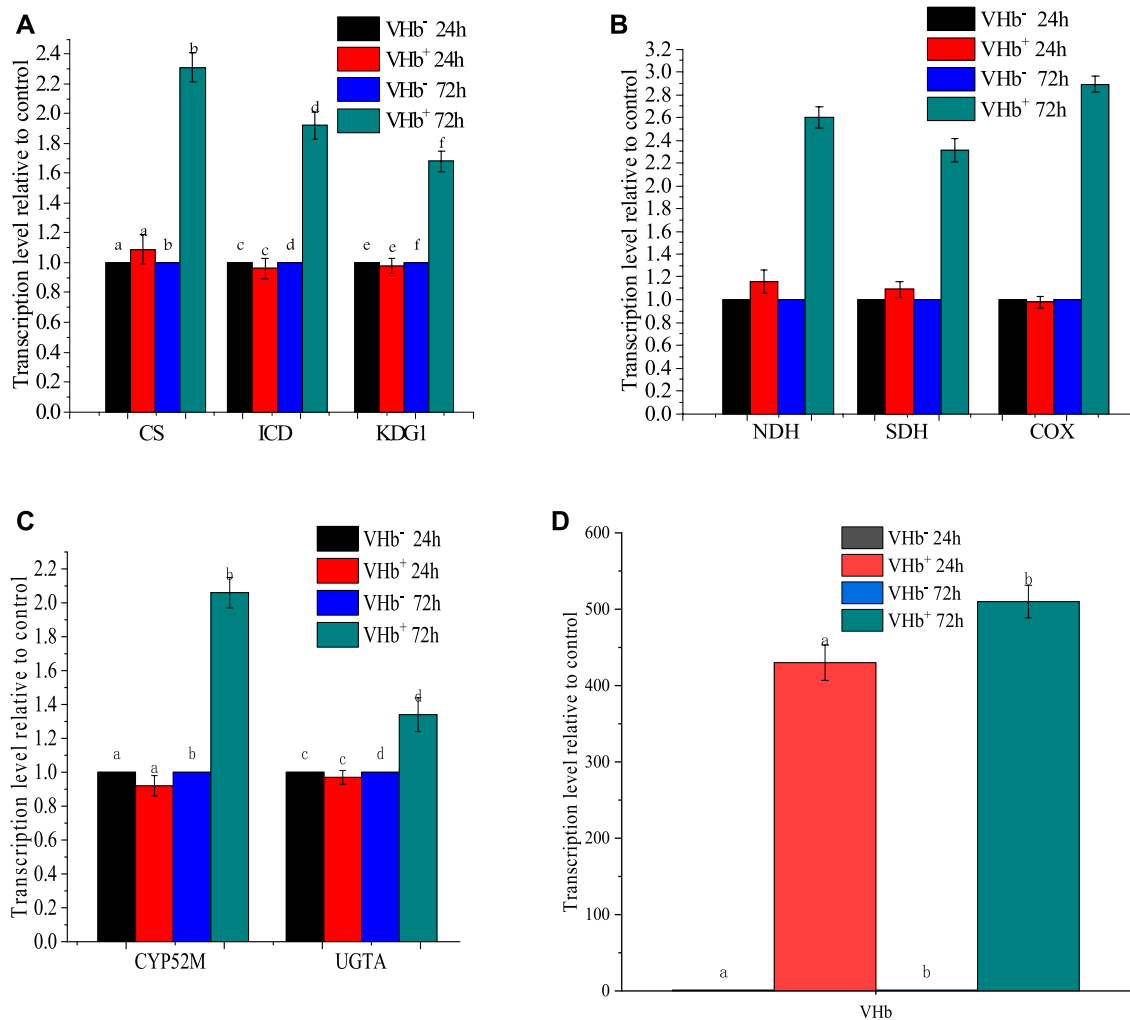 A
VHb⁻ 24h
VHb⁺ 24h
VHb⁻ 72h
VHb⁺ 72h
Transcription level relative to control
2.4
2.2
2.0
1.8
1.6
1.4
1.2
1.0
0.8
0.6
0.4
0.2
0.0
a a b b
c c d d
e e f f
CS ICD KDG1
B
VHb⁻ 24h
VHb⁺ 24h
VHb⁻ 72h
VHb⁺ 72h
Transcription level relative to control
3.2
3.0
2.8
2.6
2.4
2.2
2.0
1.8
1.6
1.4
1.2
1.0
0.8
0.6
0.4
0.2
0.0
NDH SDH COX
C
VHb⁻ 24h
VHb⁺ 24h
VHb⁻ 72h
VHb⁺ 72h
Transcription level relative to control
2.2
2.0
1.8
1.6
1.4
1.2
1.0
0.8
0.6
0.4
0.2
0.0
a a b b
c c d d
CYP52M UGTA
D
VHb⁻ 24h
VHb⁺ 24h
VHb⁻ 72h
VHb⁺ 72h
Transcription level relative to control
600
500
400
300
200
100
0
a a b b
VHb